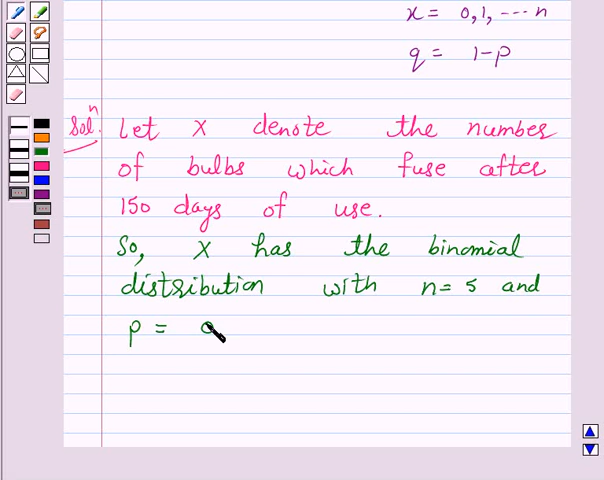 x = 0,1, ---- n
q = 1-p
Solⁿ. Let X denote the number
of bulbs which fuse after
150 days of use.
So, X has the binomial
distribution with n = 5 and
p = 0